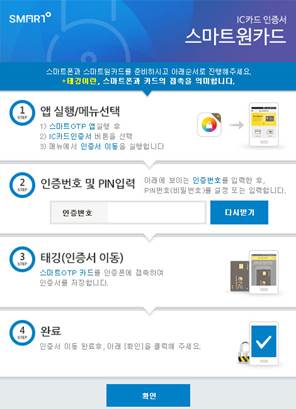 SMART
IC카드 인증서
스마트원카드
스마트폰과 스마트원카드를 준비하시고 아래순서로 진행해주세요.
*태깅이란, 스마트폰과 카드의 접촉을 의미합니다.
1
STEP
앱 실행/메뉴선택
1) 스마트OTP 앱실행 후
2) IC카드인증서 버튼을 선택
3) 메뉴에서 인증서 이동을 실행합니다
2
STEP
인증번호 및 PIN입력
아래에 보이는 인증번호를 입력한 후,
PIN번호(비밀번호)를 설정 또는 입력합니다.
인증번호
다시받기
3
STEP
태깅(인증서 이동)
스마트OTP 카드를 인증폰에 접촉하여
인증서를 저장합니다.
4
STEP
완료
인증서 이동 완료후, 아래 [확인]을 클릭해 주세요.
확인